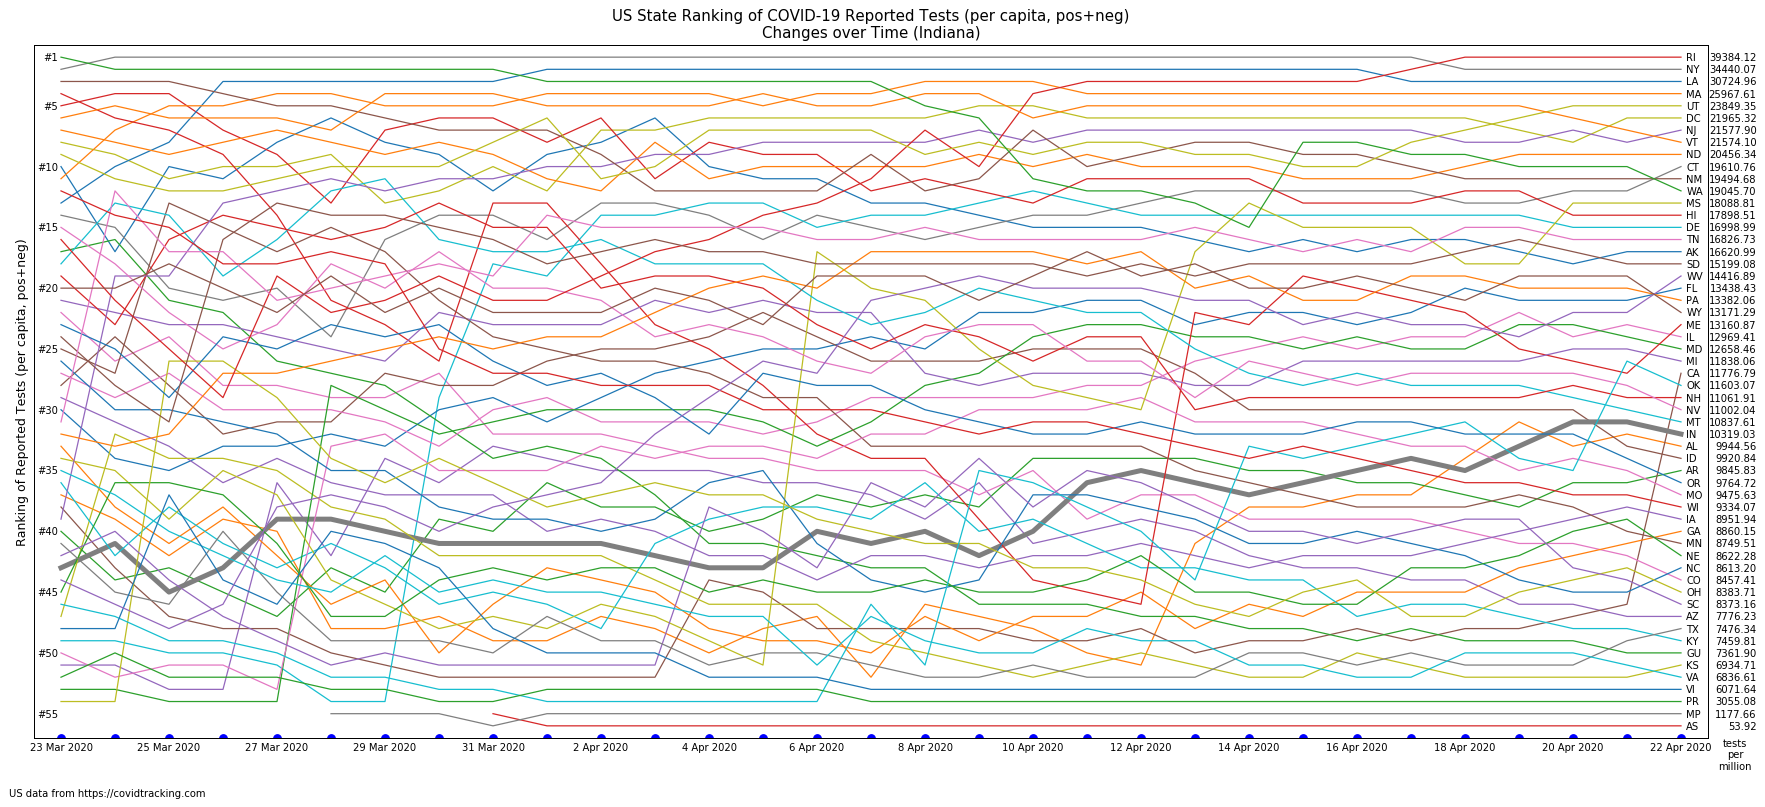 US State Ranking of COVID-19 Reported Tests (per capita, pos+neg)
Changes over Time (Indiana)
Ranking of Reported Tests (per capita, pos+neg)
#1
#5
#10
#15
#20
#25
#30
#35
#40
#45
#50
#55
RI 39384.12
NY 34440.07
LA 30724.96
MA 25967.61
UT 23849.35
DC 21965.32
NJ 21577.90
VT 21574.10
ND 20456.34
CT 19610.76
NM 19494.68
WA 19045.70
MS 18088.81
HI 17898.51
DE 16998.99
TN 16826.73
AK 16620.99
SD 15199.08
WV 14416.89
FL 13438.43
PA 13382.06
WY 13171.29
ME 13160.87
IL 12969.41
MD 12658.46
MI 11838.06
CA 11776.79
OK 11603.07
NH 11061.91
NV 11002.04
MT 10837.61
IN 10319.03
AL 9944.56
ID 9920.84
AR 9845.83
OR 9764.72
MO 9475.63
WI 9334.07
IA 8951.94
GA 8860.15
MN 8749.51
NE 8622.28
NC 8613.20
CO 8457.41
OH 8383.71
SC 8373.16
AZ 7776.23
TX 7476.34
KY 7459.81
GU 7361.90
KS 6934.71
VA 6836.61
VI 6071.64
PR 3055.08
MP 1177.66
AS 53.92
23 Mar 2020 25 Mar 2020 27 Mar 2020 29 Mar 2020 31 Mar 2020 2 Apr 2020 4 Apr 2020 6 Apr 2020 8 Apr 2020 10 Apr 2020 12 Apr 2020 14 Apr 2020 16 Apr 2020 18 Apr 2020 20 Apr 2020 22 Apr 2020
tests
per
million
US data from https://covidtracking.com